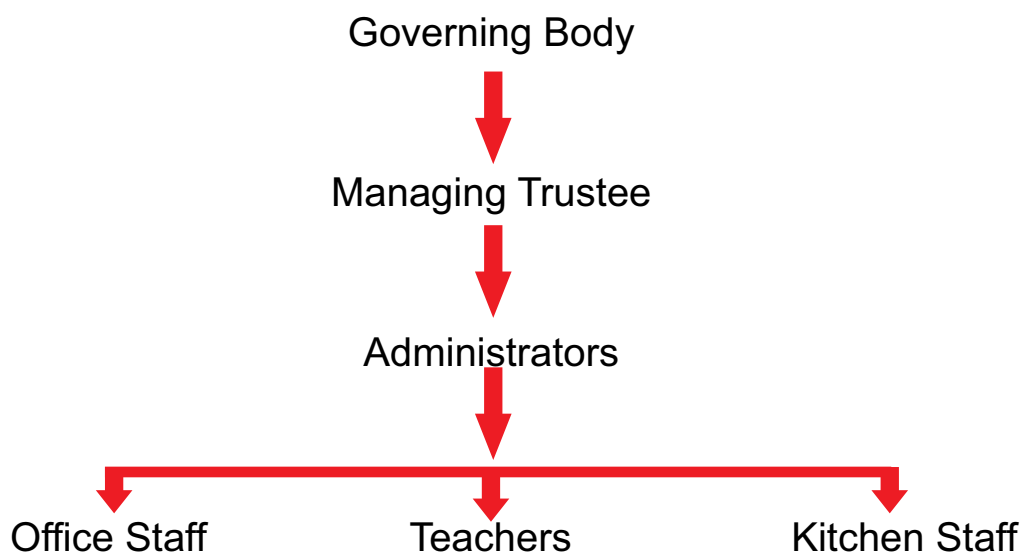 Governing Body
Managing Trustee
Administrators
Office Staff Teachers Kitchen Staff